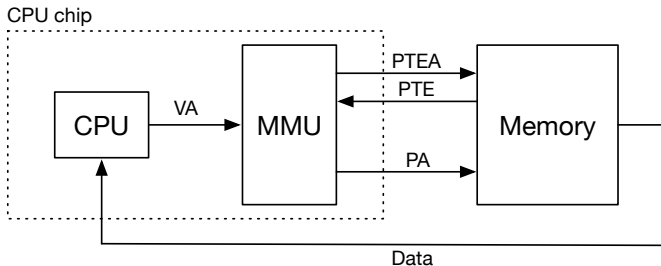 CPU chip
PTEA
PTE
VA
CPU
MMU
Memory
PA
Data